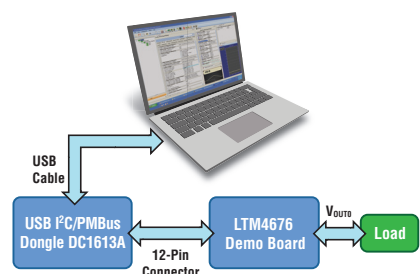 USB
Cable
USB I²C/PMBus
Dongle DC1613A
12-Pin
Connector
LTM4676
Demo Board
VOUT0
Load